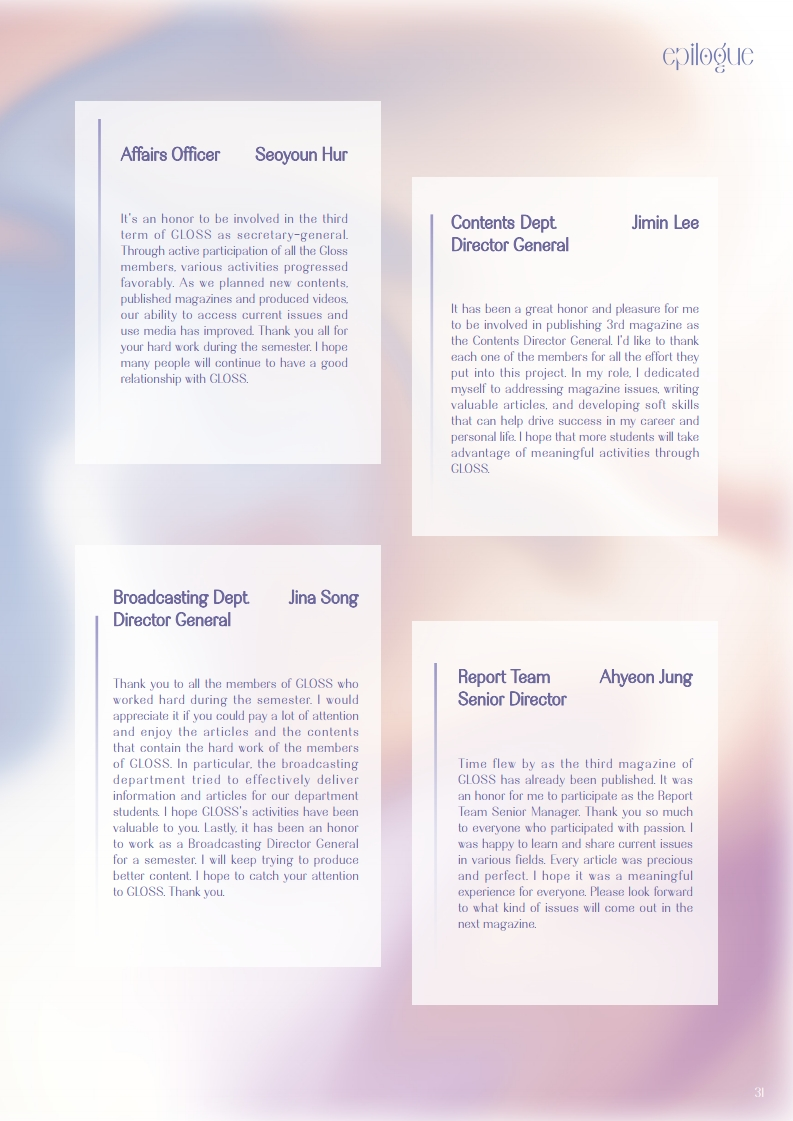 epilogue
Affairs Officer Seoyoun Hur
It's an honor to be involved in the third
term of GLOSS as secretary-general.
Through active participation of all the Gloss
members, various activities progressed
favorably. As we planned new contents,
published magazines and produced videos,
our ability to access current issues and
use media has improved. Thank you all for
your hard work during the semester. I hope
many people will continue to have a good
relationship with GLOSS.
Contents Dept. Jimin Lee
Director General
It has been a great honor and pleasure for me
to be involved in publishing 3rd magazine as
the Contents Director General. I'd like to thank
each one of the members for all the effort they
put into this project. In my role, I dedicated
myself to addressing magazine issues, writing
valuable articles, and developing soft skills
that can help drive success in my career and
personal life. I hope that more students will take
advantage of meaningful activities through
GLOSS.
Broadcasting Dept. Jina Song
Director General
Thank you to all the members of GLOSS who
worked hard during the semester. I would
appreciate it if you could pay a lot of attention
and enjoy the articles and the contents
that contain the hard work of the members
of GLOSS. In particular, the broadcasting
department tried to effectively deliver
information and articles for our department
students. I hope GLOSS's activities have been
valuable to you. Lastly, it has been an honor
to work as a Broadcasting Director General
for a semester. I will keep trying to produce
better content. I hope to catch your attention
to GLOSS. Thank you.
Report Team Ahyeon Jung
Senior Director
Time flew by as the third magazine of
GLOSS has already been published. It was
an honor for me to participate as the Report
Team Senior Manager. Thank you so much
to everyone who participated with passion. I
was happy to learn and share current issues
in various fields. Every article was precious
and perfect. I hope it was a meaningful
experience for everyone. Please look forward
to what kind of issues will come out in the
next magazine.
31